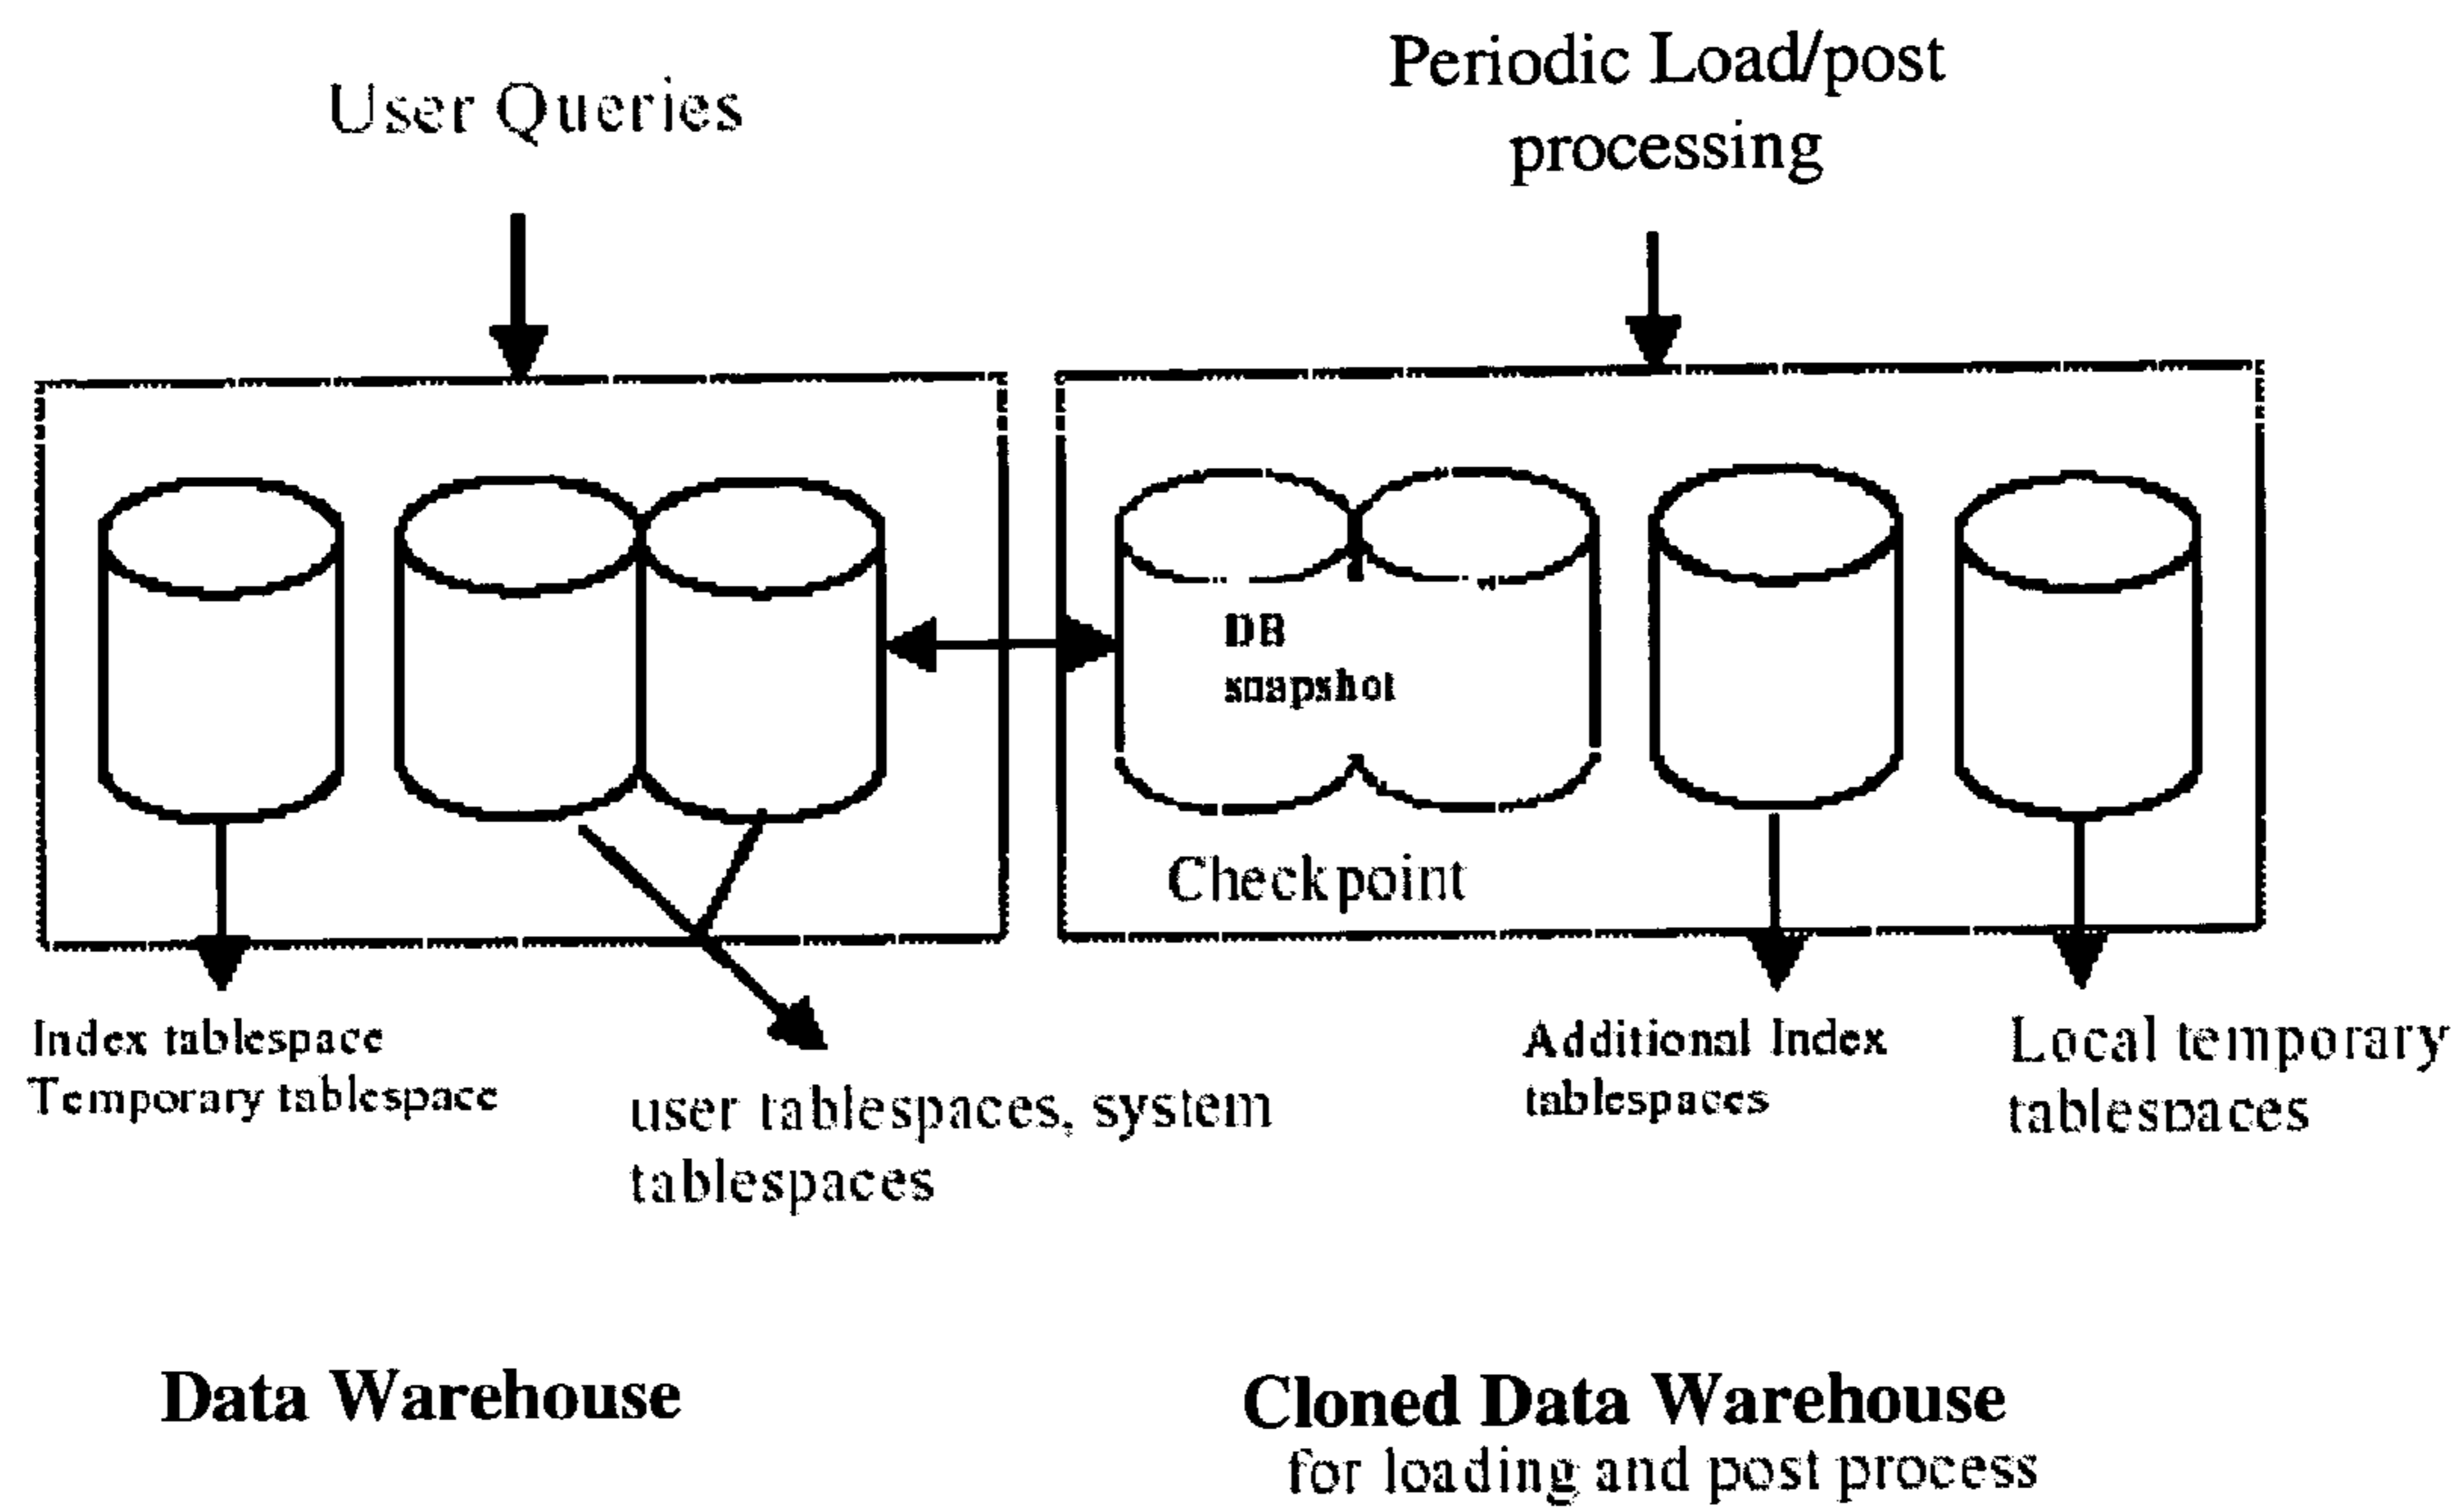 User Queries
Periodic Load/post
processing
DB
snapshot
Checkpoint
Index tablespace
Temporary tablespace
user tablespaces, system
tablespaces
Additional Index
tablespaces
Local temporary
tablespaces
Data Warehouse
Cloned Data Warehouse
for loading and post process